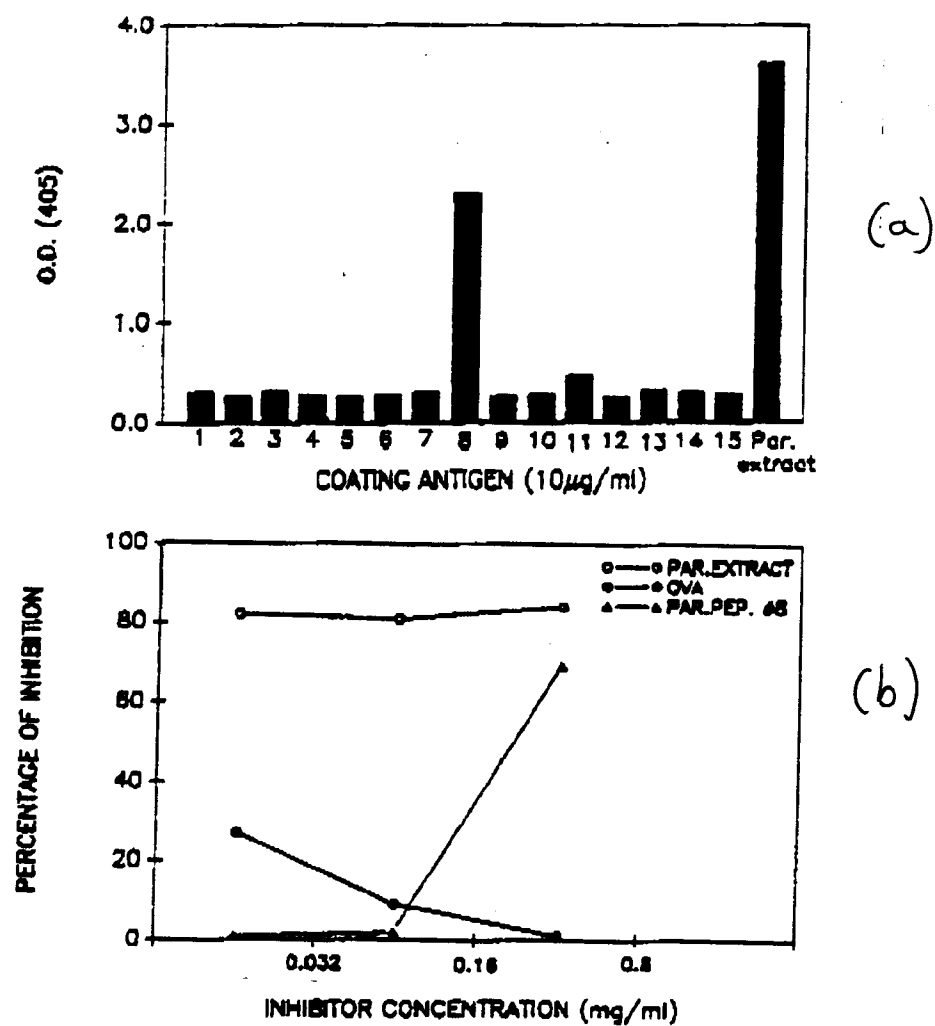 4.0
3.0
2.0
1.0
0.0
O.D. (405)
1 2 3 4 5 6 7 8 9 10 11 12 13 14 15 Par. extract
COATING ANTIGEN (10μg/ml)
(a)
100
80
60
40
20
0
PERCENTAGE OF INHIBITION
PAR.EXTRACT
OVA
PAR.PEP. #8
0.032 0.16 0.8
INHIBITOR CONCENTRATION (mg/ml)
(b)